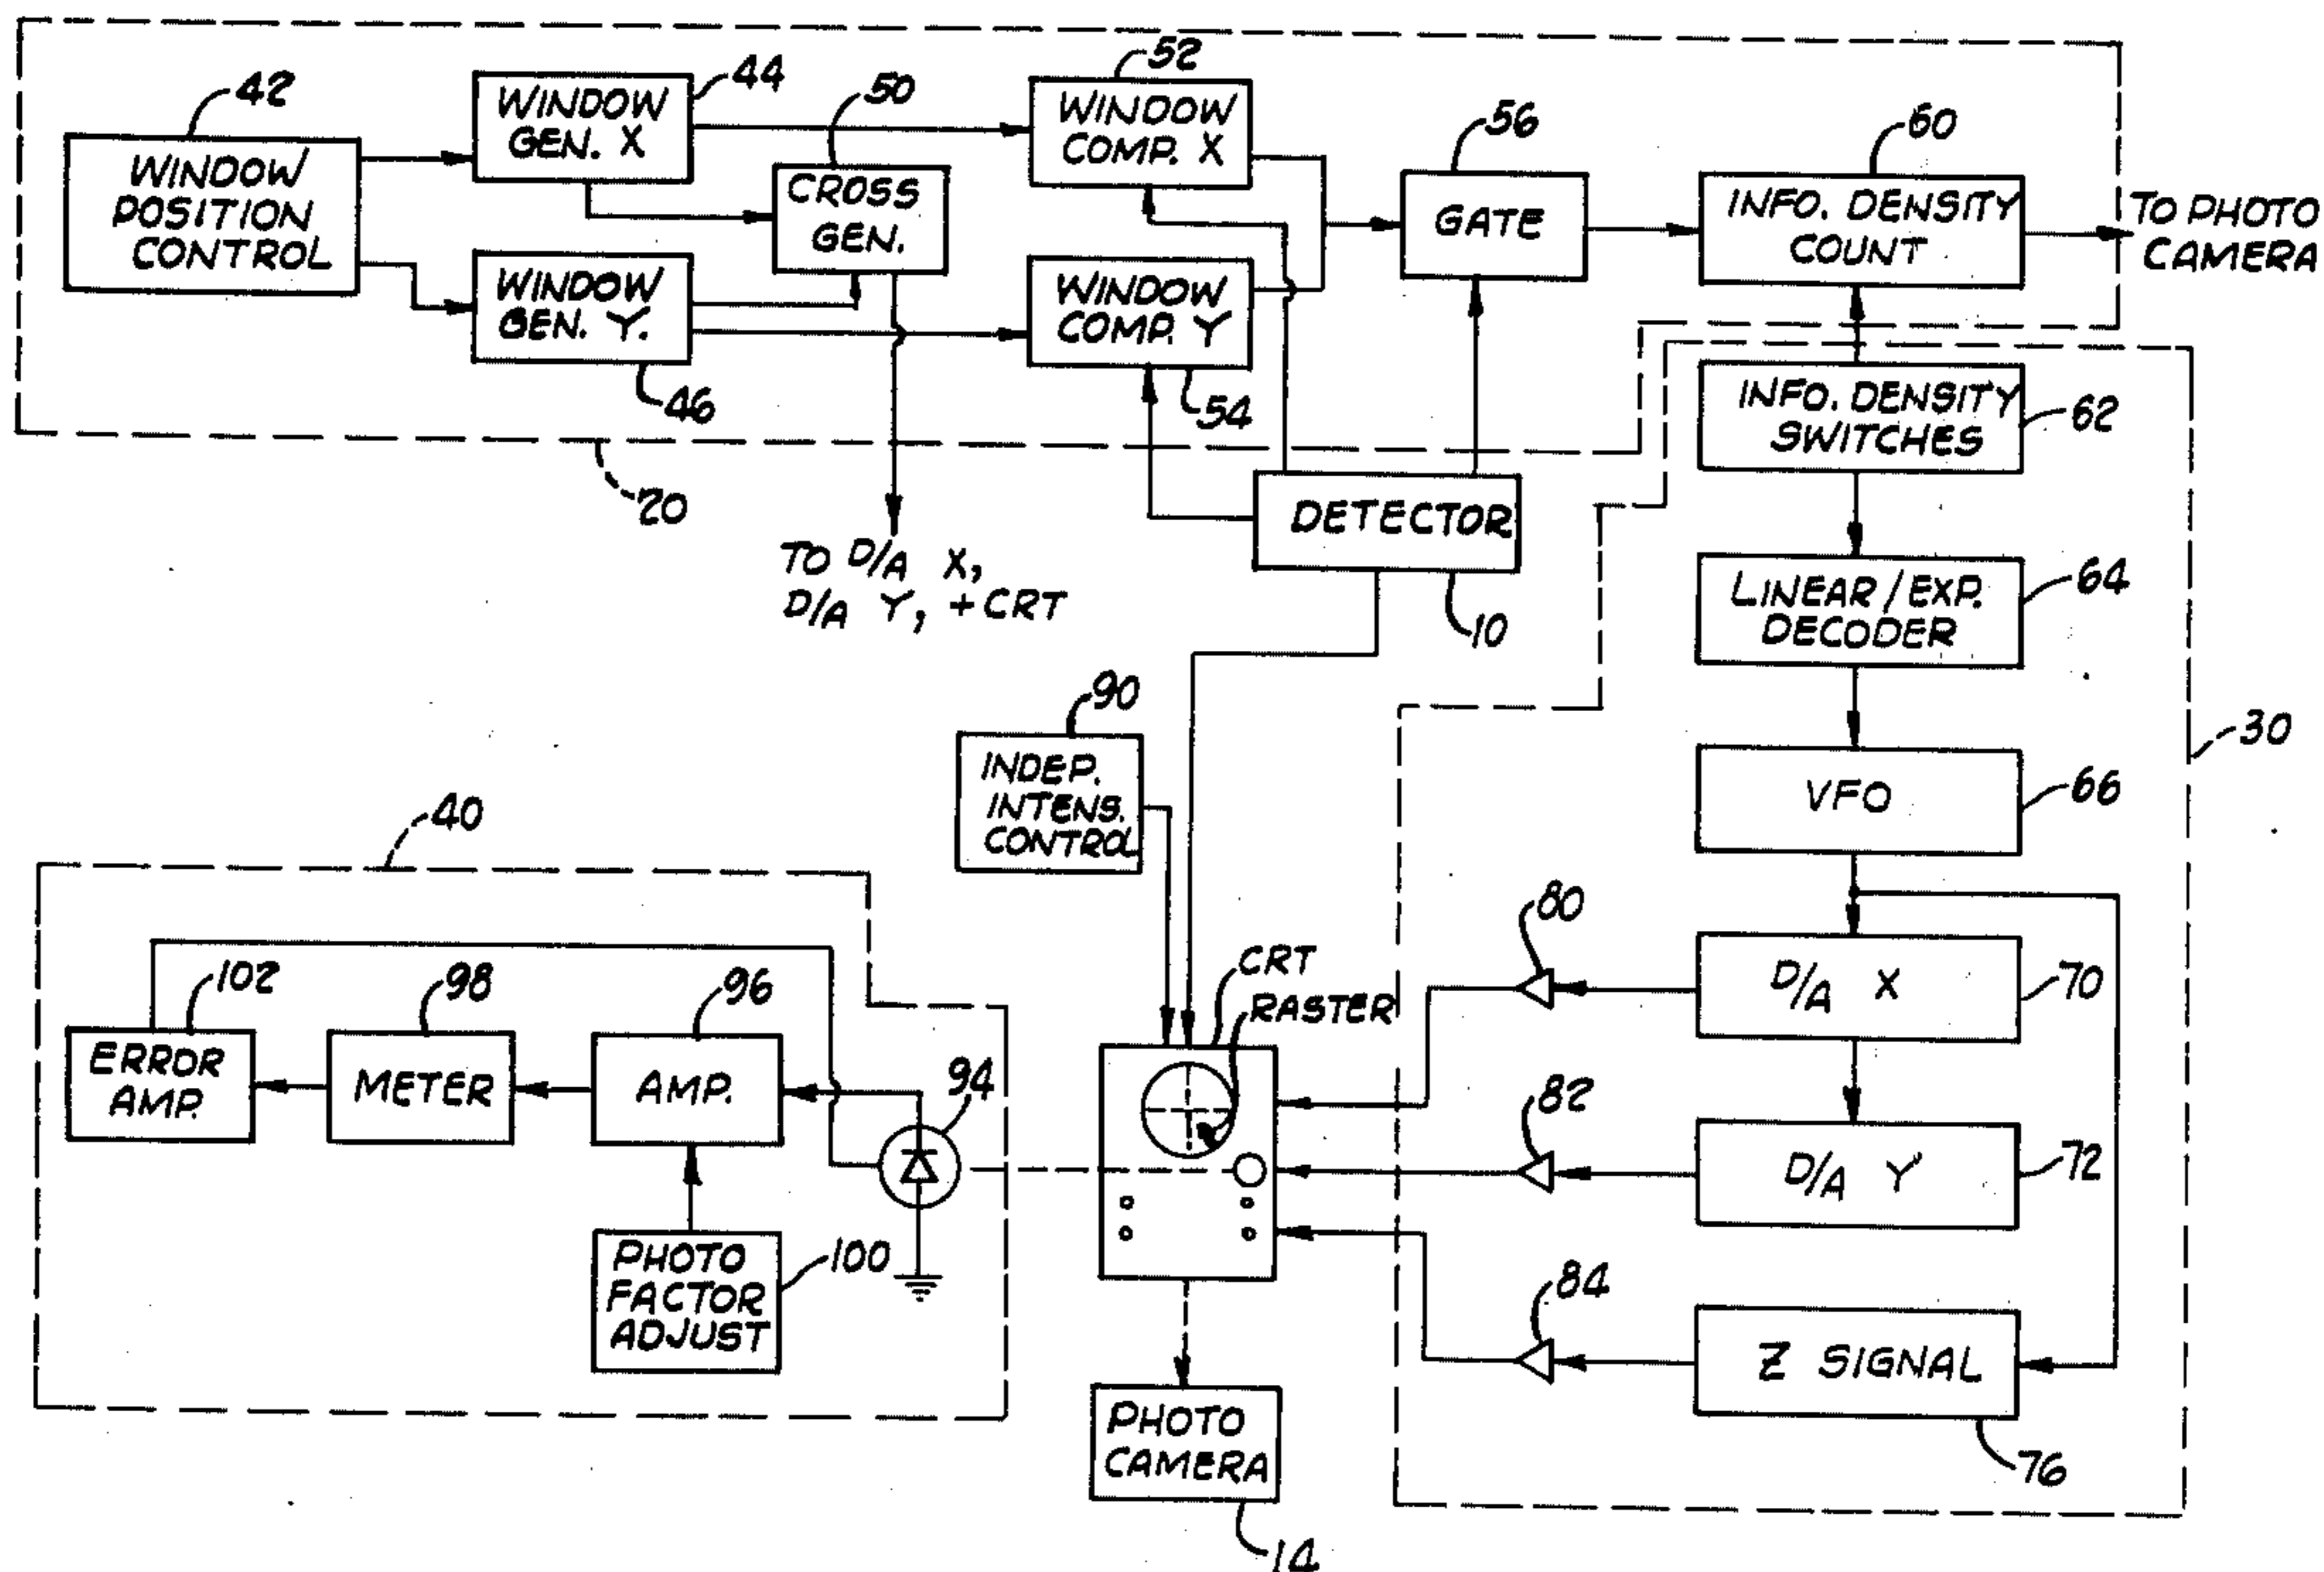 42
WINDOW
POSITION
CONTROL
44
WINDOW
GEN. X
50
CROSS
GEN.
WINDOW
GEN. Y.
46
52
WINDOW
COMP. X
WINDOW
COMP. Y
54
56
GATE
60
INFO. DENSITY
COUNT
TO PHOTO
CAMERA
INFO. DENSITY
SWITCHES
62
20
TO D/A X,
D/A Y, + CRT
DETECTOR
10
LINEAR/EXP.
DECODER
64
30
90
INDEP.
INTENS.
CONTROL
VFO
66
40
80
D/A X
70
CRT
RASTER
102
ERROR
AMP.
98
METER
96
AMP.
94
82
D/A Y
72
PHOTO
FACTOR
ADJUST
100
84
Z SIGNAL
76
PHOTO
CAMERA
14